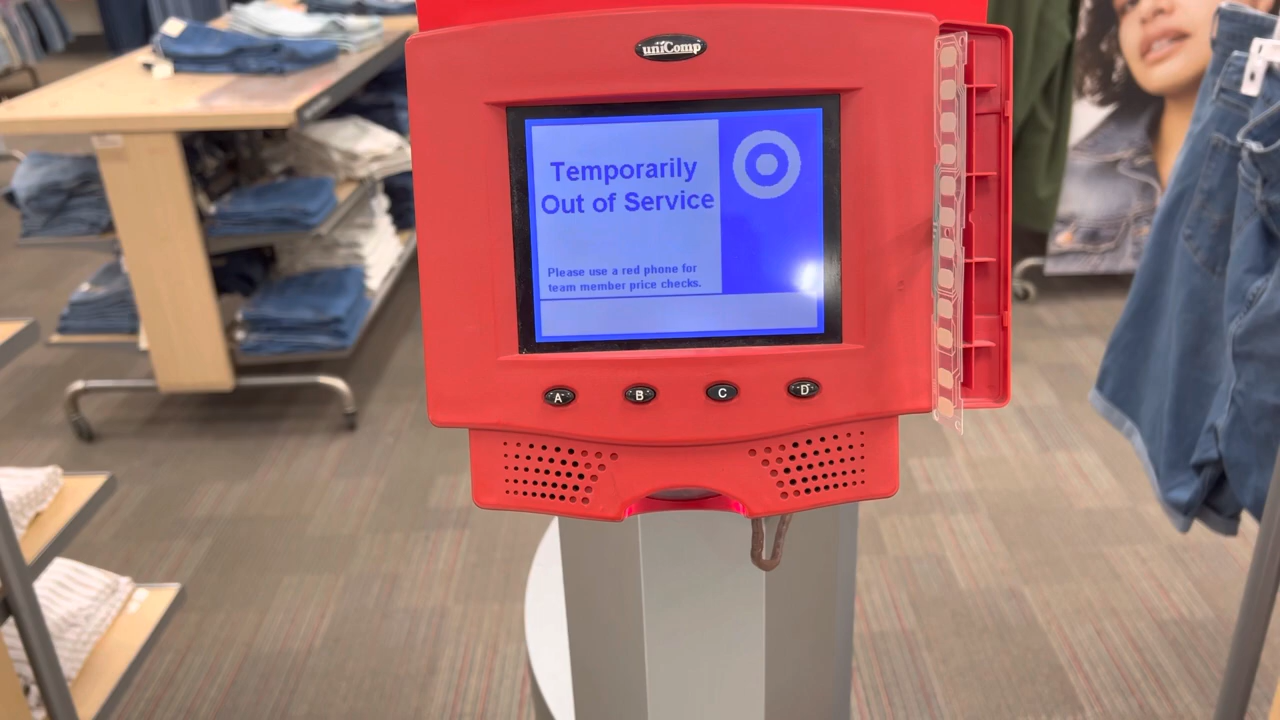 uniComp
Temporarily
Out of Service
Please use a red phone for
team member price checks.
A
B
C
D